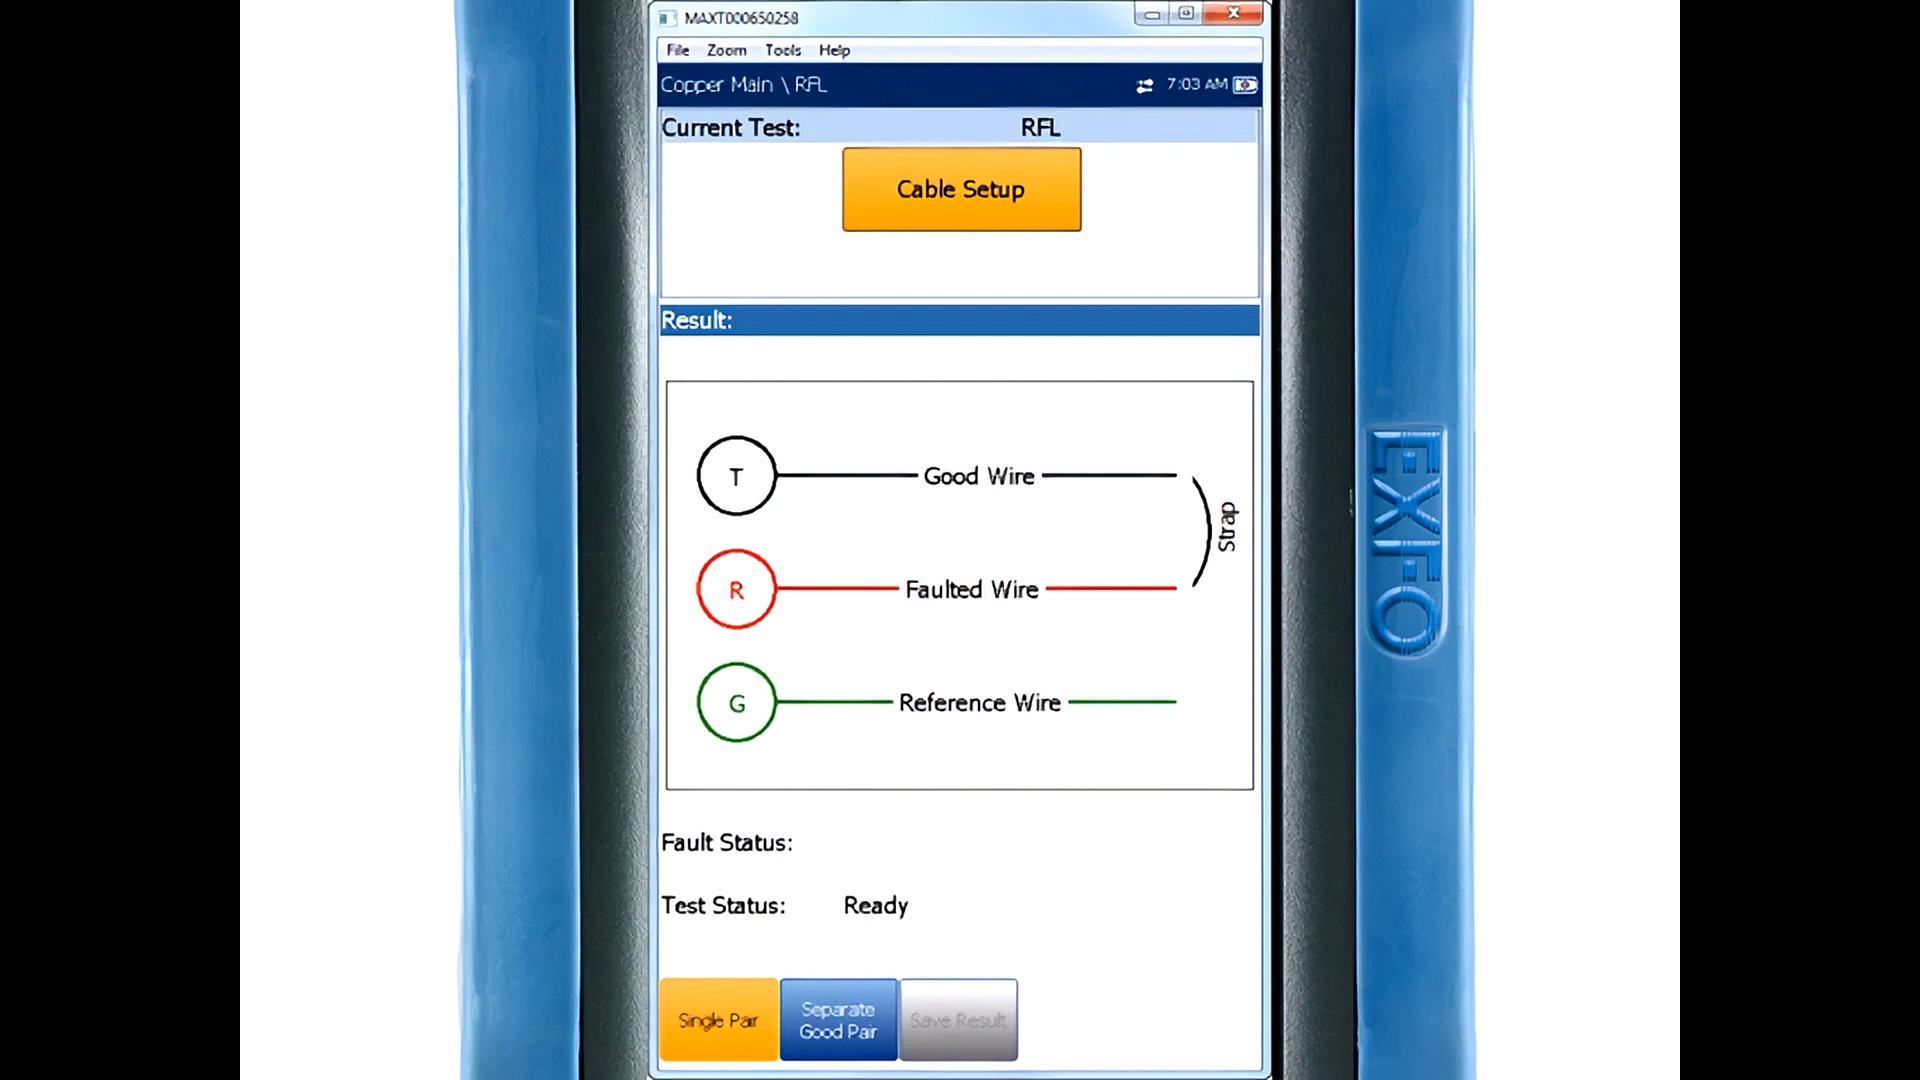 MAXT000650258
File Zoom Tools Help
Copper Main \ RFL 7:03 AM
Current Test: RFL
Cable Setup
Result:
T Good Wire
Strap
R Faulted Wire
G Reference Wire
Fault Status:
Test Status: Ready
Single Pair
Separate
Good Pair
Save Result
EXFO